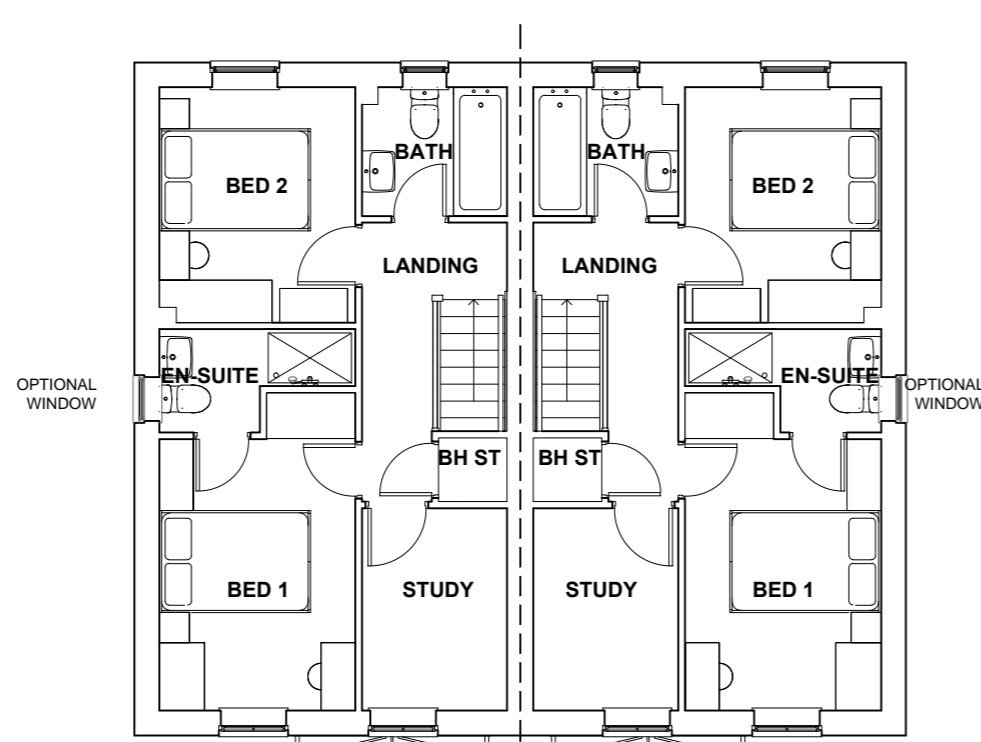 BATH
BATH
BED 2
BED 2
LANDING
LANDING
EN-SUITE
EN-SUITE
OPTIONAL
WINDOW
OPTIONAL
WINDOW
BH ST
BH ST
BED 1
STUDY
STUDY
BED 1